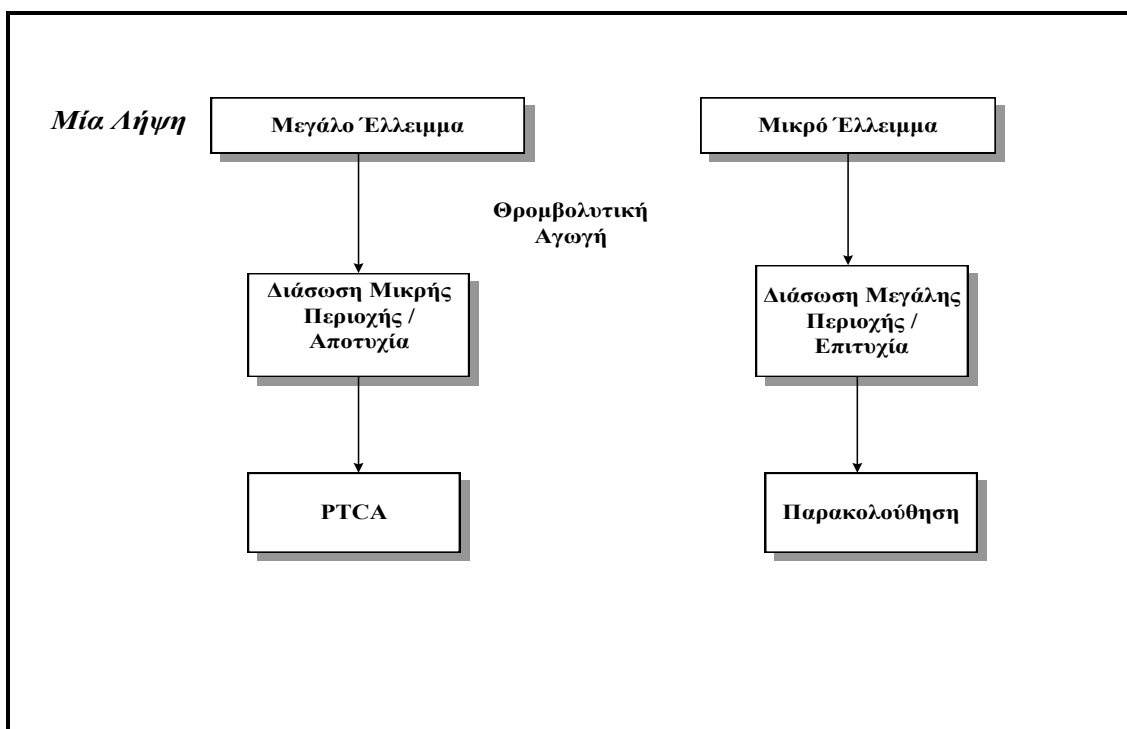 Μία Λήψη
Μεγάλο Έλλειμμα
Μικρό Έλλειμμα
Θρομβολυτική
Αγωγή
Διάσωση Μικρής
Περιοχής /
Αποτυχία
Διάσωση Μεγάλης
Περιοχής /
Επιτυχία
PTCA
Παρακολούθηση